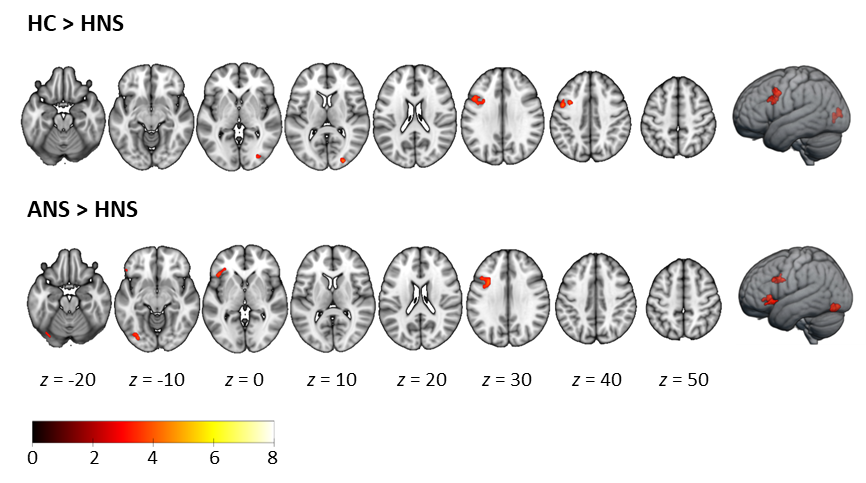 HC > HNS
ANS > HNS
z = -20 z = -10 z = 0 z = 10 z = 20 z = 30 z = 40 z = 50
0 2 4 6 8